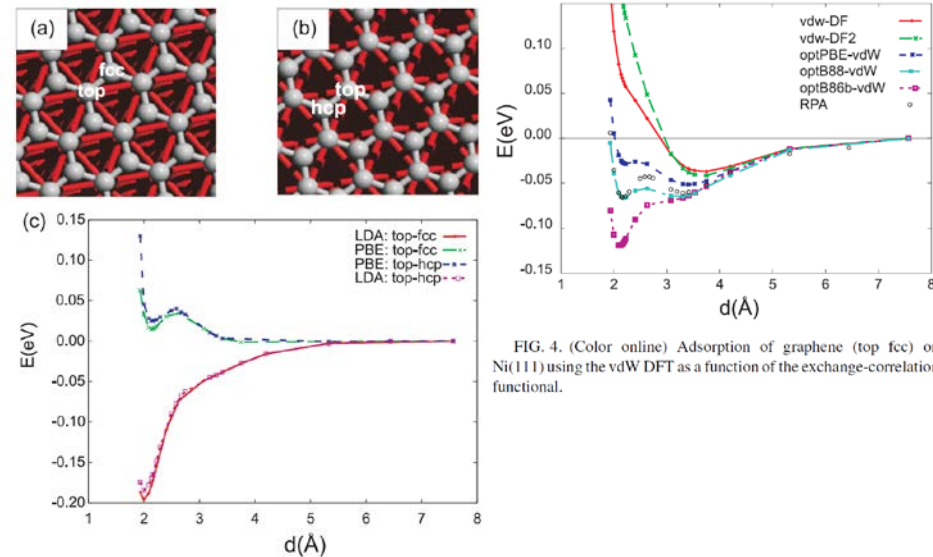 (a)
fcc
top
(b)
top
hcp
(c)
0.15
0.10
0.05
0.00
-0.05
-0.10
-0.15
-0.20
E(eV)
LDA: top-fcc
PBE: top-fcc
PBE: top-hcp
LDA: top-hcp
1 2 3 4 5 6 7 8
d(Å)
0.10
0.05
0.00
-0.05
-0.10
-0.15
E(eV)
vdw-DF
vdw-DF2
optPBE-vdW
optB88-vdW
optB86b-vdW
RPA
1 2 3 4 5 6 7 8
d(Å)
FIG. 4. (Color online) Adsorption of graphene (top fcc) on
Ni(111) using the vdW DFT as a function of the exchange-correlation
functional.